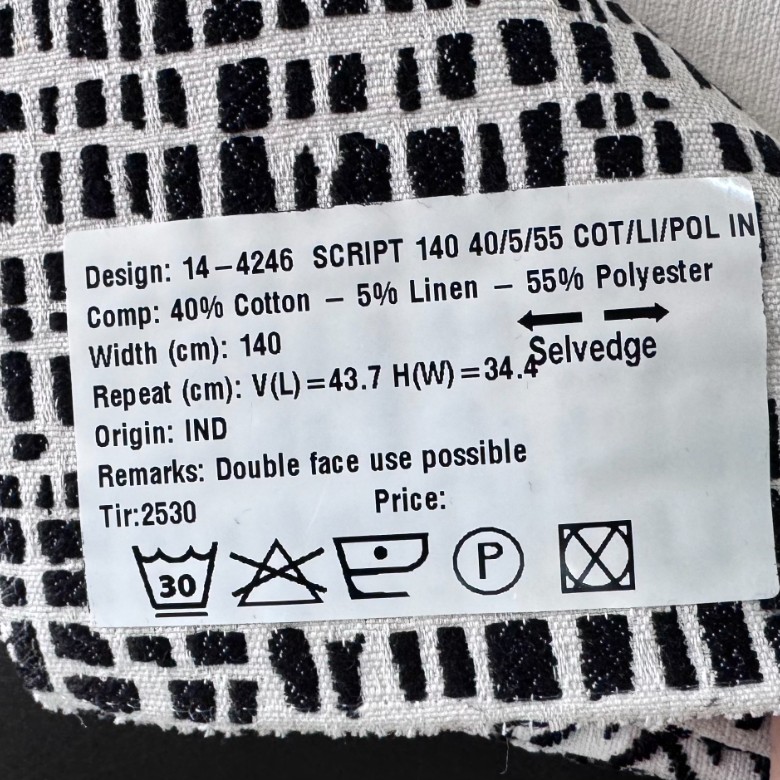 Design: 14-4246 SCRIPT 140 40/5/55 COT/LI/POL IN
Comp: 40% Cotton - 5% Linen - 55% Polyester
Width (cm): 140
Selvedge
Repeat (cm): V(L)=43.7 H(W)=34.4
Origin: IND
Remarks: Double face use possible
Tir:2530 Price:
30 P